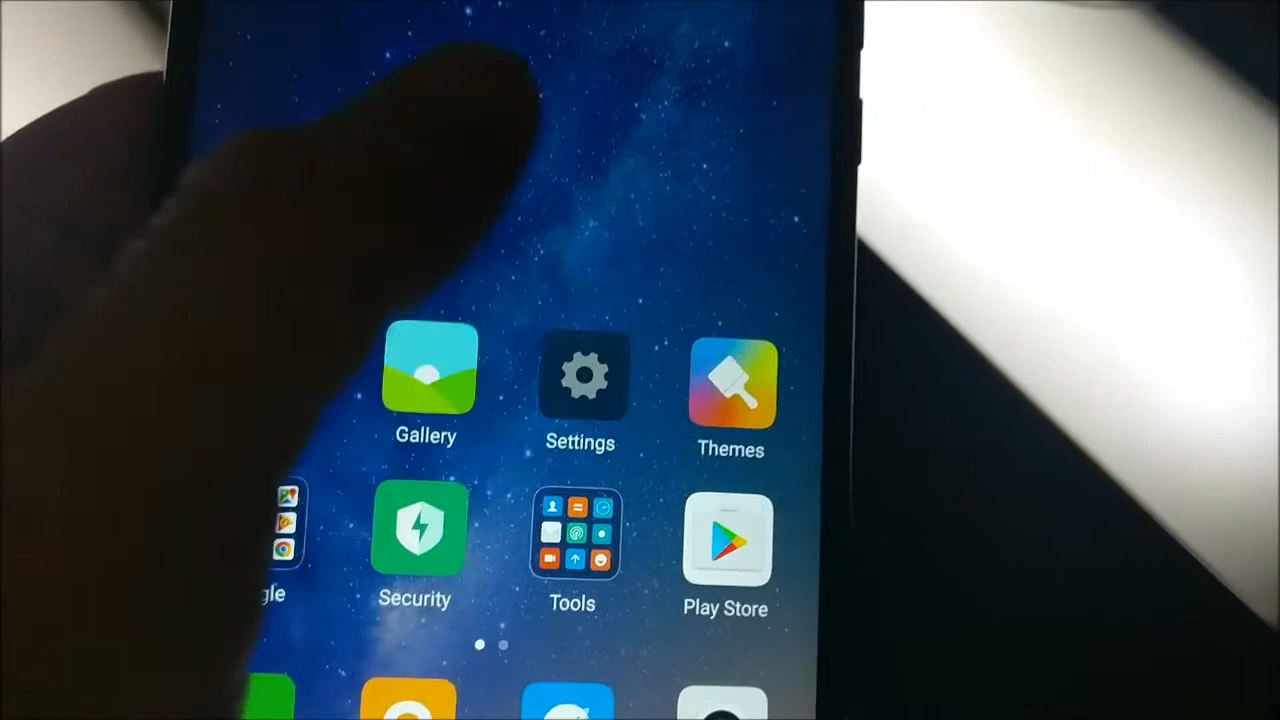 Gallery
Settings
Themes
gle
Security
Tools
Play Store